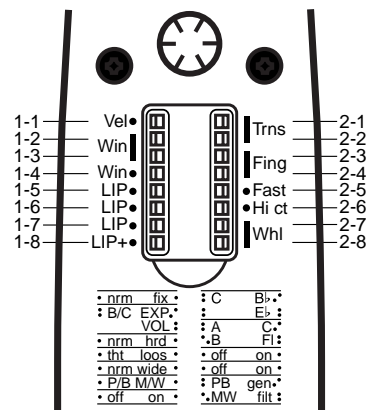 1-1 Vel Trns 2-1
1-2 Win 2-2
1-3 Fing 2-3
1-4 Win 2-4
1-5 LIP Fast 2-5
1-6 LIP Hi ct 2-6
1-7 LIP Whl 2-7
1-8 LIP+ 2-8
nrm fix C B♭
B/C EXP E♭
VOL A C
nrm hrd B Fl
tht loos off on
nrm wide off on
P/B M/W PB gen
off on MW filt